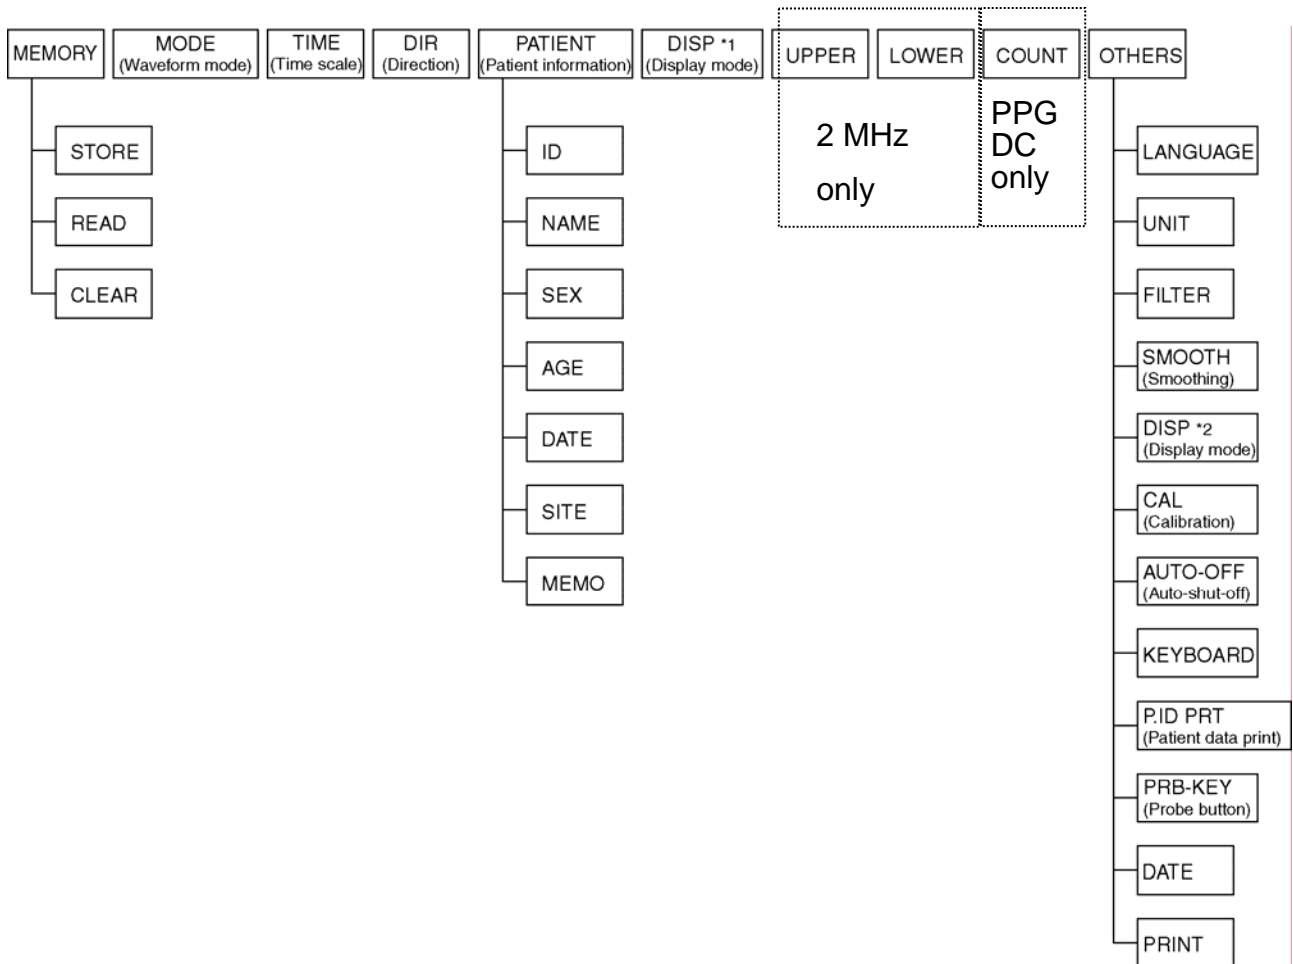 MEMORY
MODE
(Waveform mode)
TIME
(Time scale)
DIR
(Direction)
PATIENT
(Patient information)
DISP *1
(Display mode)
UPPER
LOWER
COUNT
OTHERS
STORE
READ
CLEAR
ID
NAME
SEX
AGE
DATE
SITE
MEMO
2 MHz
only
PPG
DC
only
LANGUAGE
UNIT
FILTER
SMOOTH
(Smoothing)
DISP *2
(Display mode)
CAL
(Calibration)
AUTO-OFF
(Auto-shut-off)
KEYBOARD
P.ID PRT
(Patient data print)
PRB-KEY
(Probe button)
DATE
PRINT